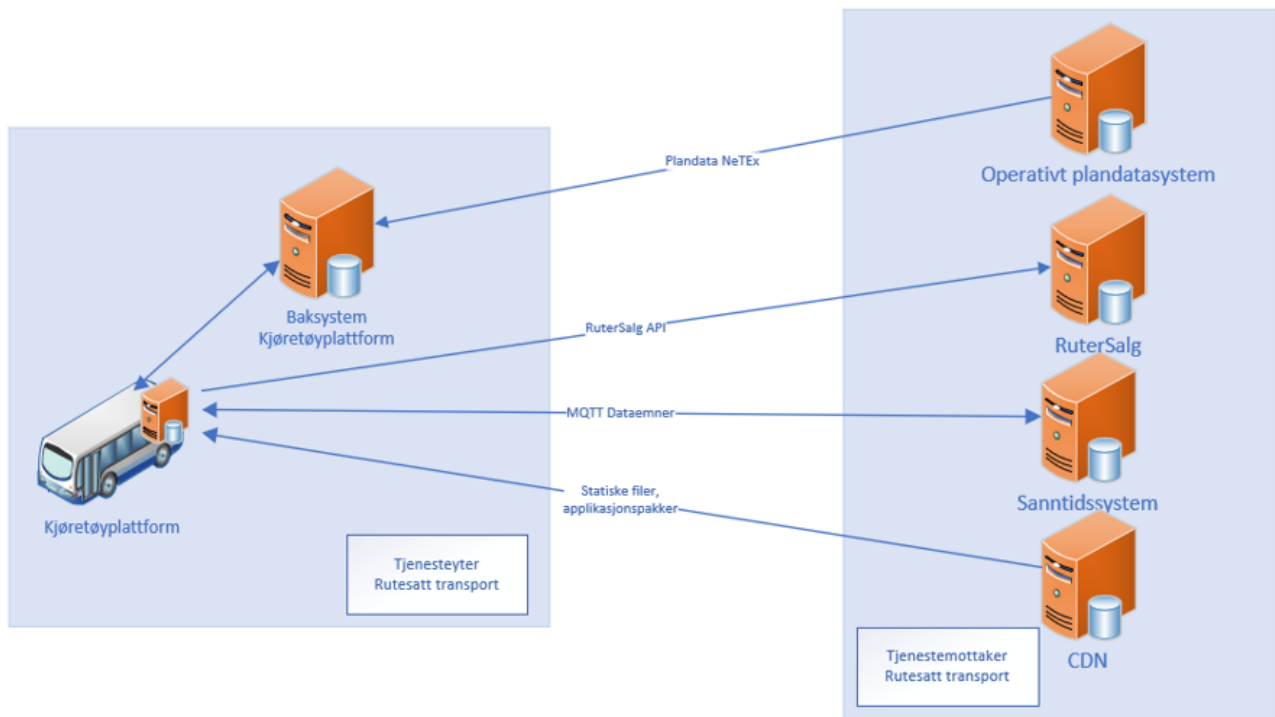 Operativt plandatasystem
Plandata NeTEx
Baksystem
Kjøretøyplattform
RuterSalg API
RuterSalg
MQTT Dataemner
Statiske filer,
applikasjonspakker
Sanntidssystem
Kjøretøyplattform
Tjenesteyter
Rutesatt transport
Tjenestemottaker
Rutesatt transport
CDN